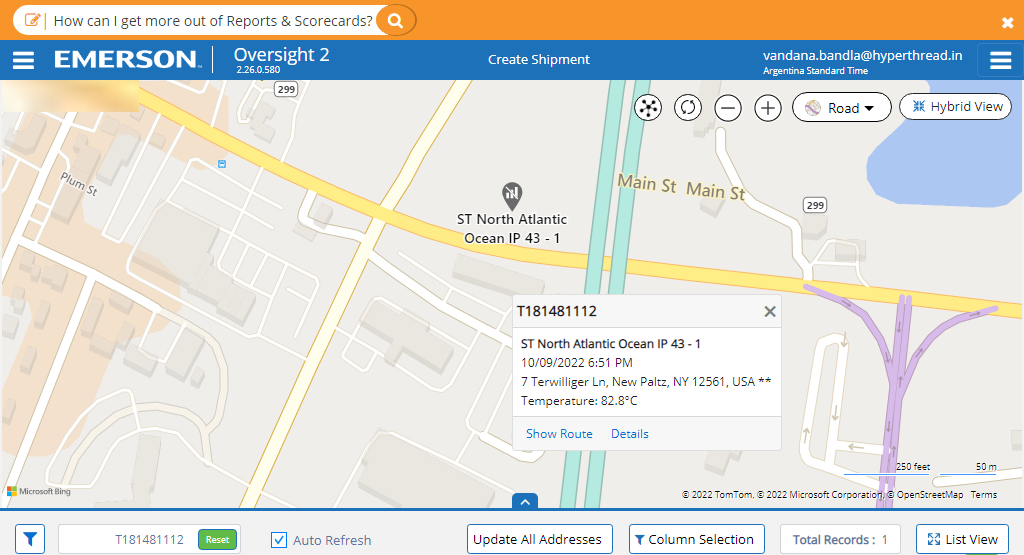 How can I get more out of Reports & Scorecards?
EMERSON
Oversight 2
2.26.0.580
Create Shipment
vandana.bandla@hyperthread.in
Argentina Standard Time
299
Road
Hybrid View
Plum St
Main St Main St
299
ST North Atlantic
Ocean IP 43 - 1
T181481112
ST North Atlantic Ocean IP 43 - 1
10/09/2022 6:51 PM
7 Terwilliger Ln, New Paltz, NY 12561, USA **
Temperature: 82.8°C
Show Route
Details
250 feet
50 m
Microsoft Bing
© 2022 TomTom, © 2022 Microsoft Corporation, © OpenStreetMap Terms
T181481112
Reset
Auto Refresh
Update All Addresses
Column Selection
Total Records : 1
List View